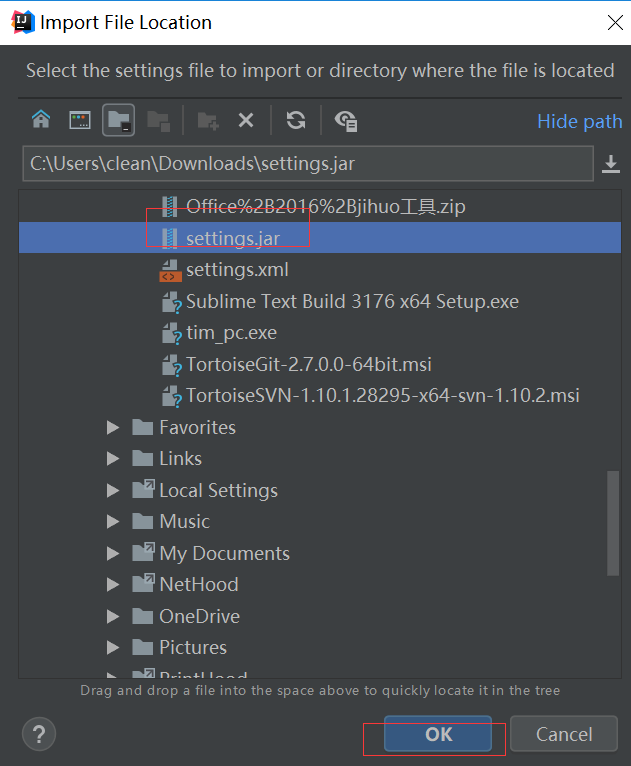 Import File Location
Select the settings file to import or directory where the file is located
Hide path
C:\Users\clean\Downloads\settings.jar
Office%2B2016%2Bjihuo工具.zip
settings.jar
settings.xml
Sublime Text Build 3176 x64 Setup.exe
tim_pc.exe
TortoiseGit-2.7.0.0-64bit.msi
TortoiseSVN-1.10.1.28295-x64-svn-1.10.2.msi
Favorites
Links
Local Settings
Music
My Documents
NetHood
OneDrive
Pictures
PrintHood
Drag and drop a file into the space above to quickly locate it in the tree
?
OK
Cancel